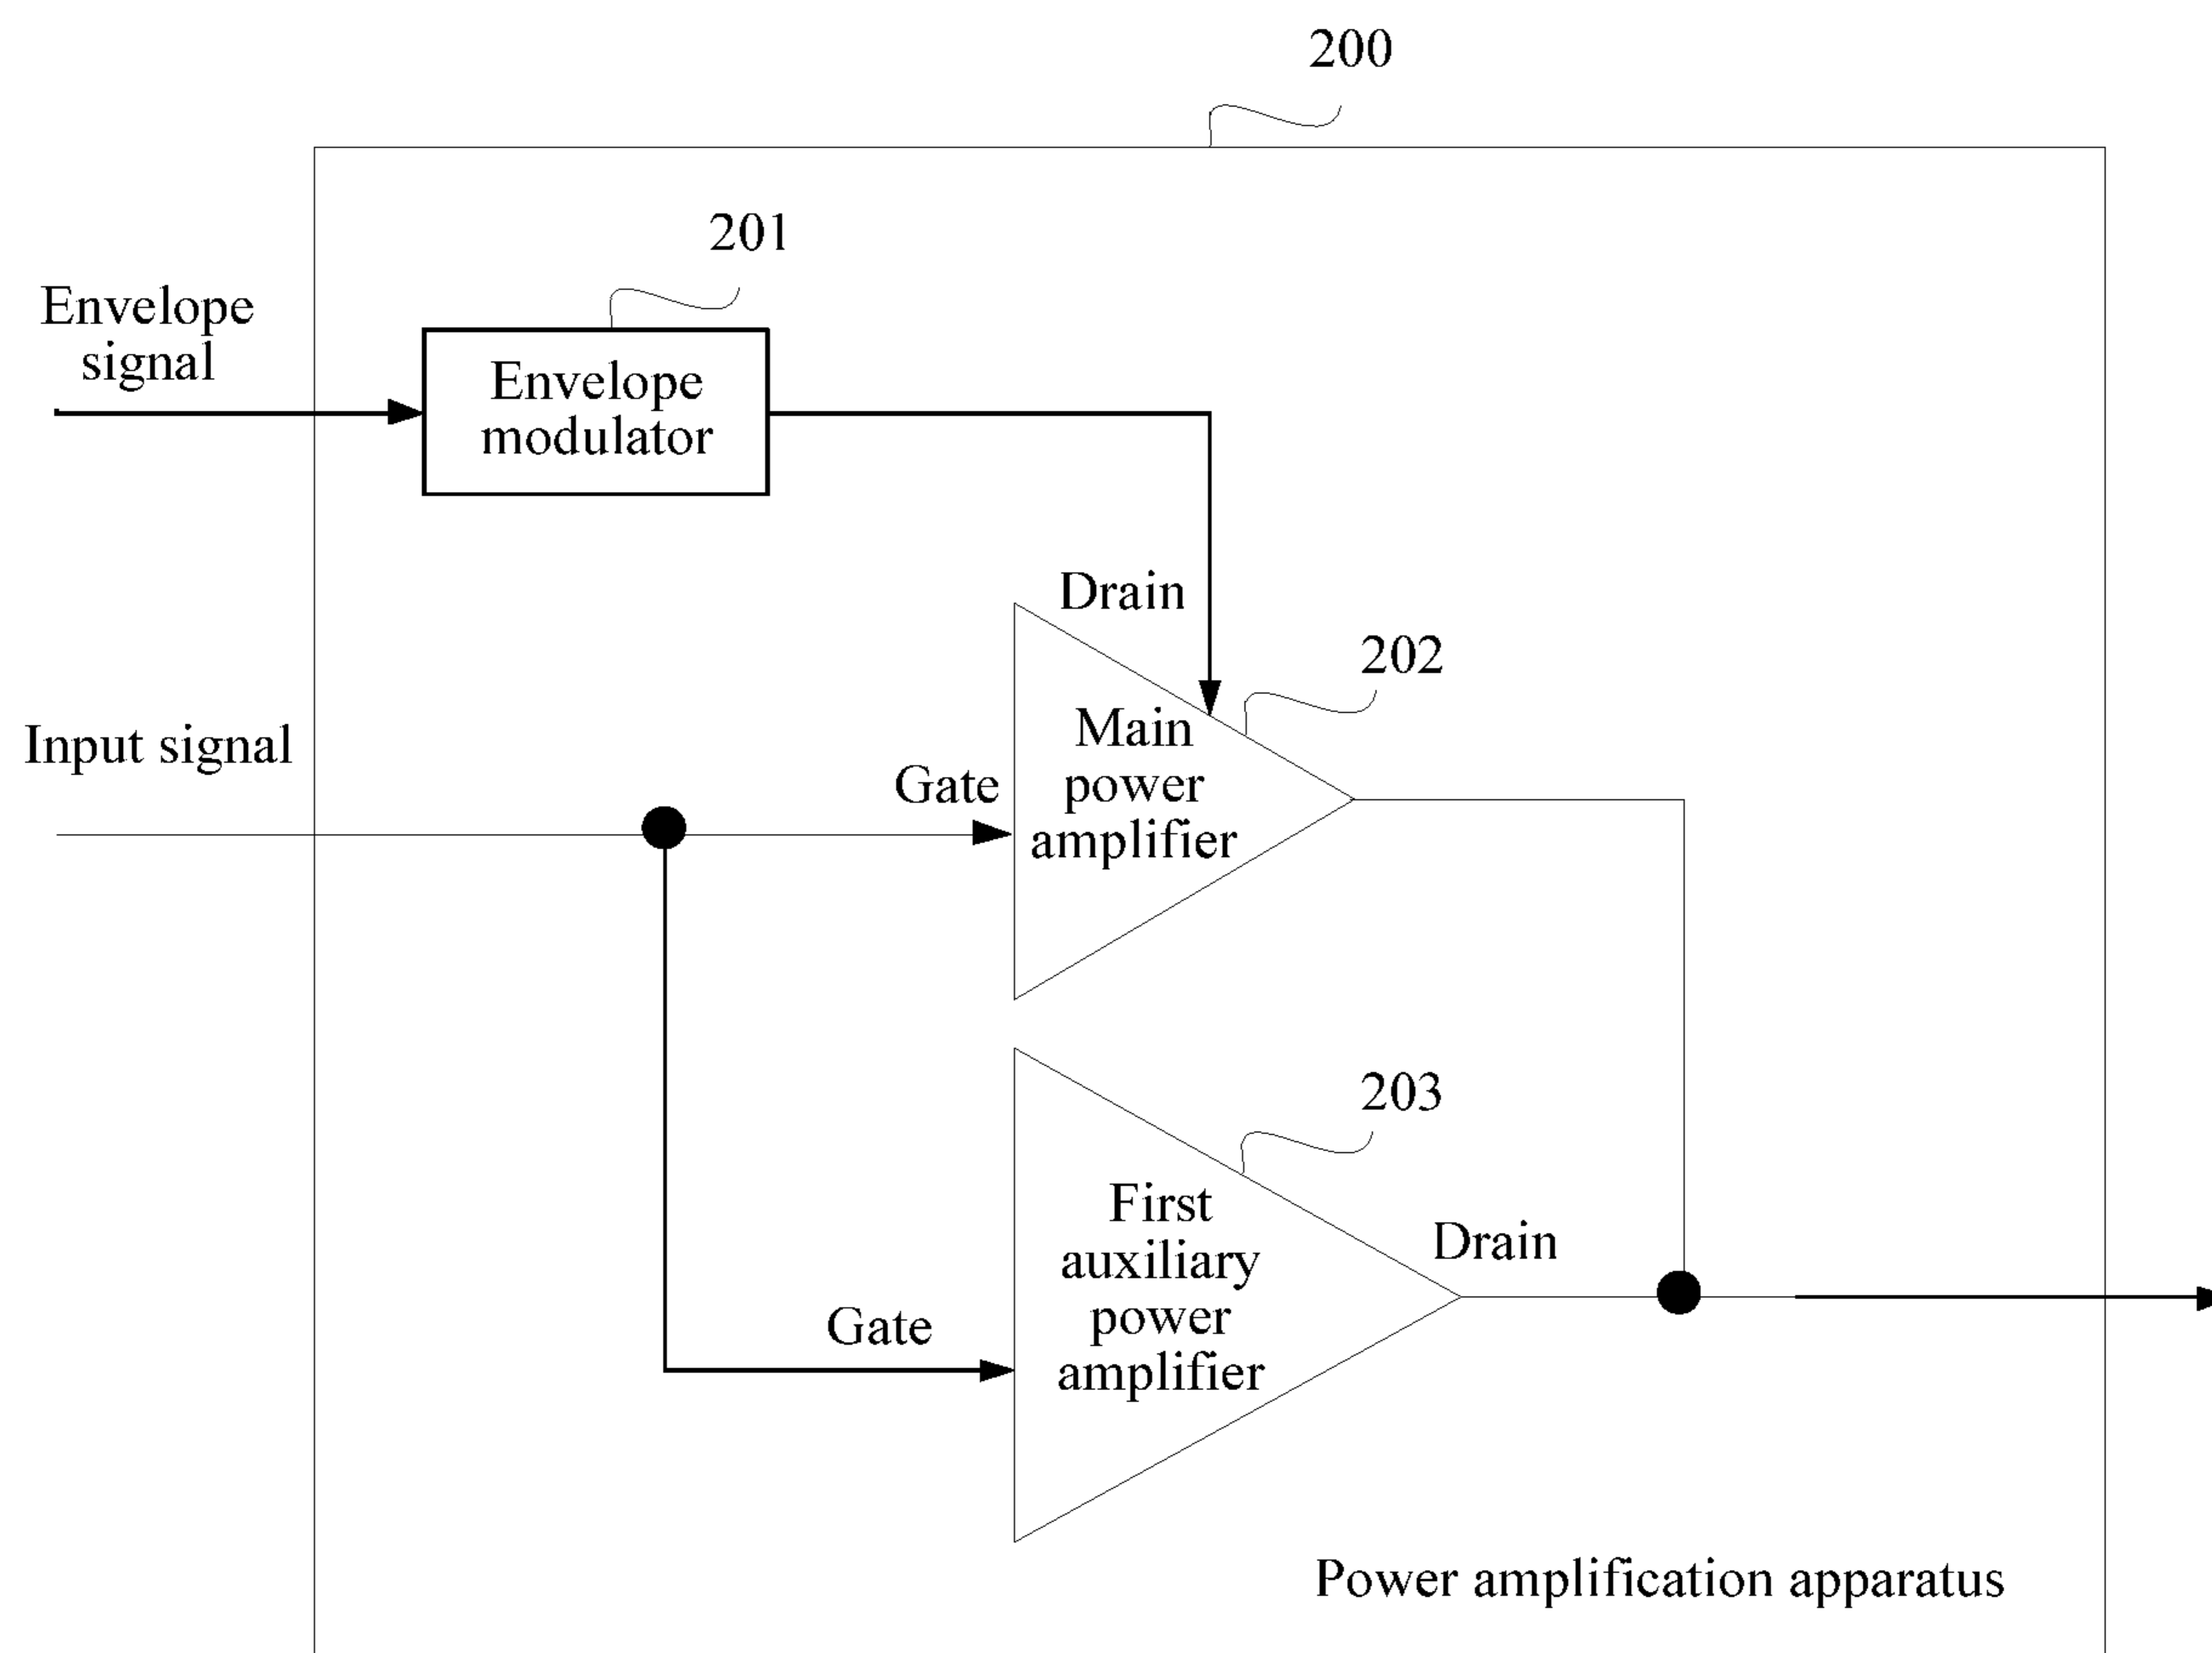 200
201
Envelope
signal
Envelope
modulator
Drain
202
Input signal
Main
power
amplifier
Gate
203
First
auxiliary
power
amplifier
Drain
Gate
Power amplification apparatus